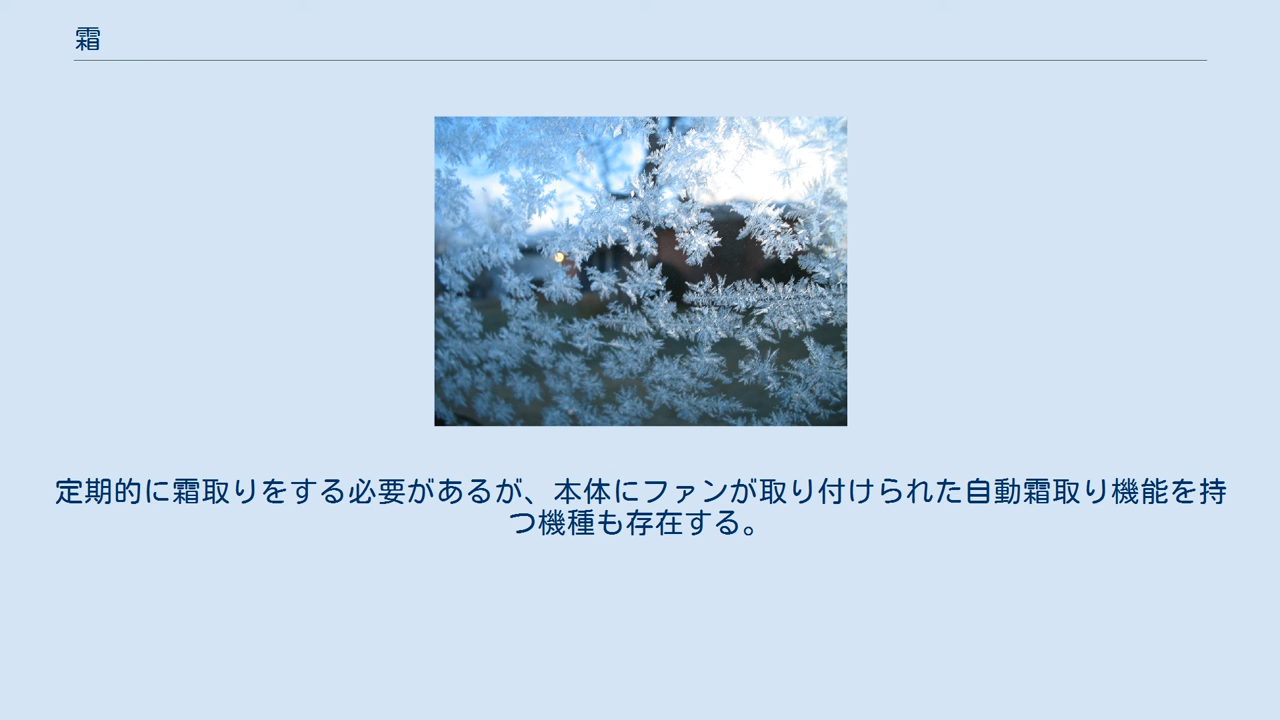 霜
定期的に霜取りをする必要があるが、本体にファンが取り付けられた自動霜取り機能を持
つ機種も存在する。